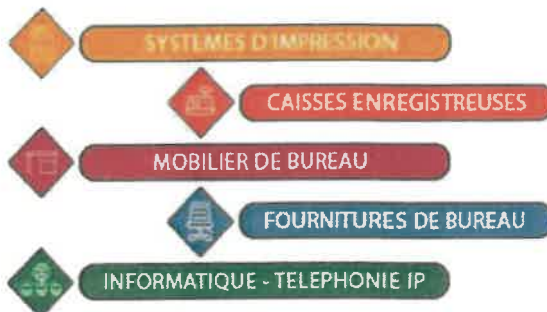 SYSTEMES D'IMPRESSION
CAISSES ENREGISTREUSES
MOBILIER DE BUREAU
FOURNITURES DE BUREAU
INFORMATIQUE - TELEPHONIE IP